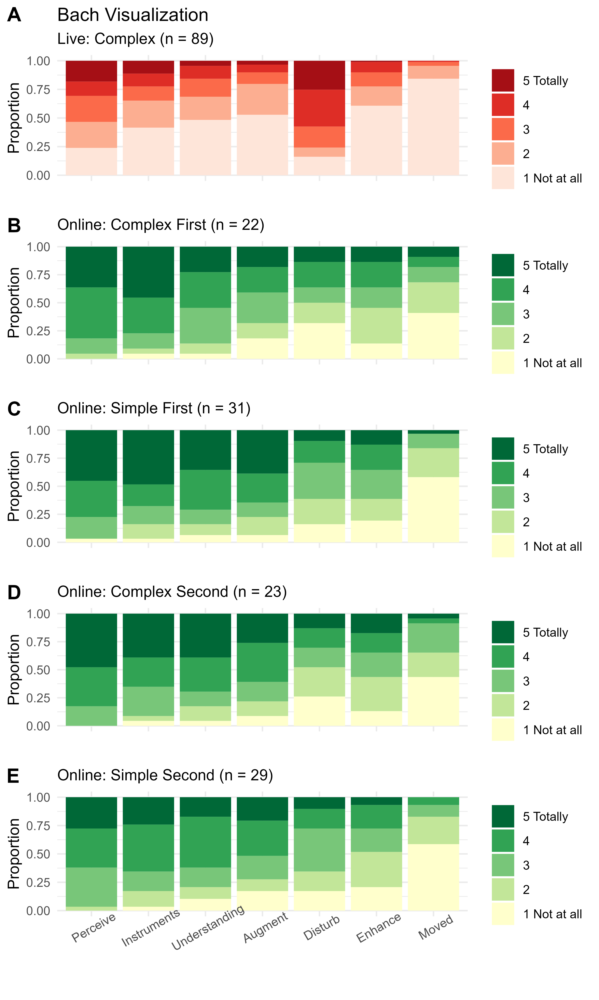 A
Bach Visualization
Live: Complex (n = 89)
Proportion
1.00
0.75
0.50
0.25
0.00
5 Totally
4
3
2
1 Not at all
B
Online: Complex First (n = 22)
Proportion
1.00
0.75
0.50
0.25
0.00
5 Totally
4
3
2
1 Not at all
C
Online: Simple First (n = 31)
Proportion
1.00
0.75
0.50
0.25
0.00
5 Totally
4
3
2
1 Not at all
D
Online: Complex Second (n = 23)
Proportion
1.00
0.75
0.50
0.25
0.00
5 Totally
4
3
2
1 Not at all
E
Online: Simple Second (n = 29)
Proportion
1.00
0.75
0.50
0.25
0.00
5 Totally
4
3
2
1 Not at all
Perceive
Instruments
Understanding
Augment
Disturb
Enhance
Moved